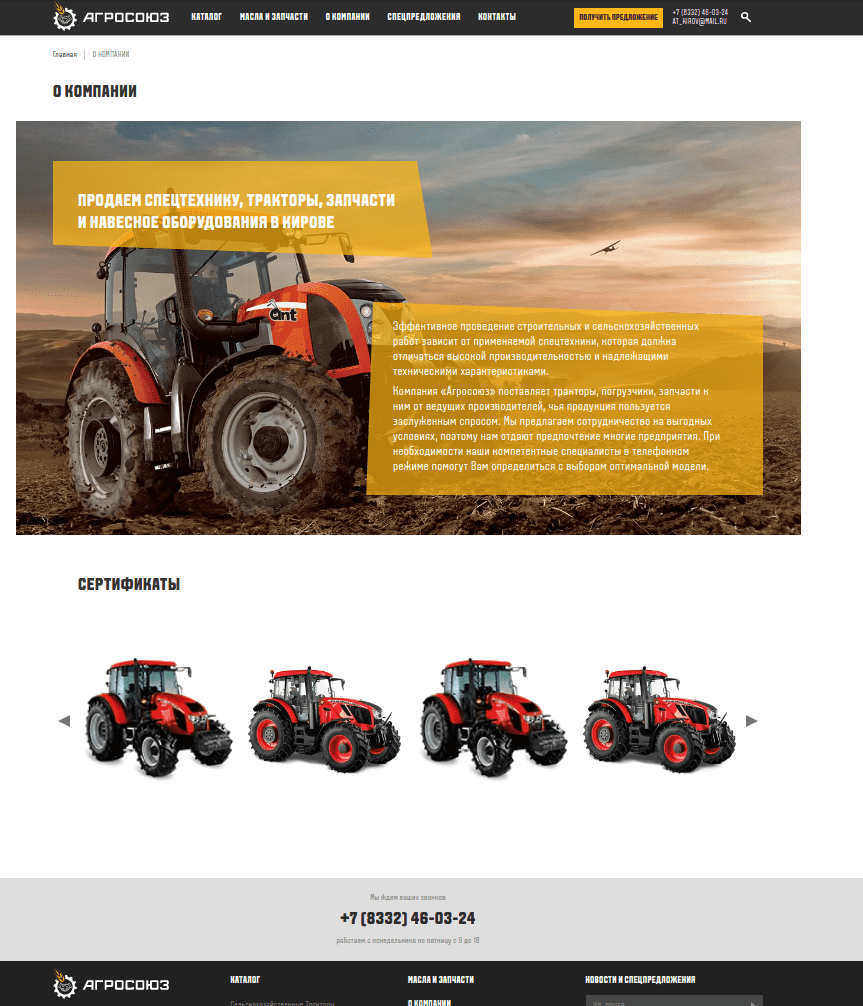 АГРОСОЮЗ
КАТАЛОГ МАСЛА И ЗАПЧАСТИ О КОМПАНИИ СПЕЦПРЕДЛОЖЕНИЯ КОНТАКТЫ
ПОЛУЧИТЬ ПРЕДЛОЖЕНИЕ
+7 (8332) 46-03-24
AT_KIROV@MAIL.RU
Главная | О КОМПАНИИ
О КОМПАНИИ
ПРОДАЕМ СПЕЦТЕХНИКУ, ТРАКТОРЫ, ЗАПЧАСТИ
И НАВЕСНОЕ ОБОРУДОВАНИЯ В КИРОВЕ
ant
Эффективное проведение строительных и сельскохозяйственных
работ зависит от применяемой спецтехники, которая должна
отличаться высокой производительностью и надлежащими
техническими характеристиками.
Компания «Агросоюз» поставляет тракторы, погрузчики, запчасти к
ним от ведущих производителей, чья продукция пользуется
заслуженным спросом. Мы предлагаем сотрудничество на выгодных
условиях, поэтому нам отдают предпочтение многие предприятия. При
необходимости наши компетентные специалисты в телефонном
режиме помогут Вам определиться с выбором оптимальной модели.
СЕРТИФИКАТЫ
Мы ждем ваших звонков
+7 (8332) 46-03-24
работаем с понедельника по пятницу с 9 до 18
АГРОСОЮЗ
КАТАЛОГ
Сельскохозяйственные Тракторы
МАСЛА И ЗАПЧАСТИ
О КОМПАНИИ
НОВОСТИ И СПЕЦПРЕДЛОЖЕНИЯ
Эл. почта